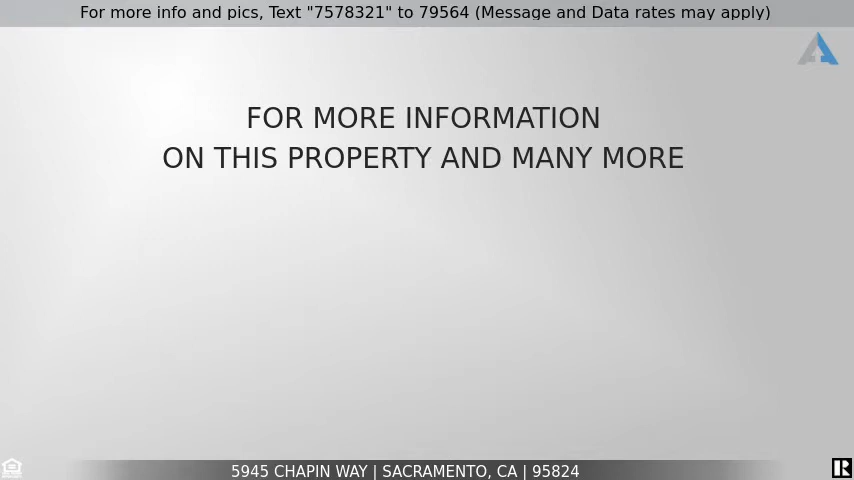 For more info and pics, Text "7578321" to 79564 (Message and Data rates may apply)
FOR MORE INFORMATION
ON THIS PROPERTY AND MANY MORE
5945 CHAPIN WAY | SACRAMENTO, CA | 95824